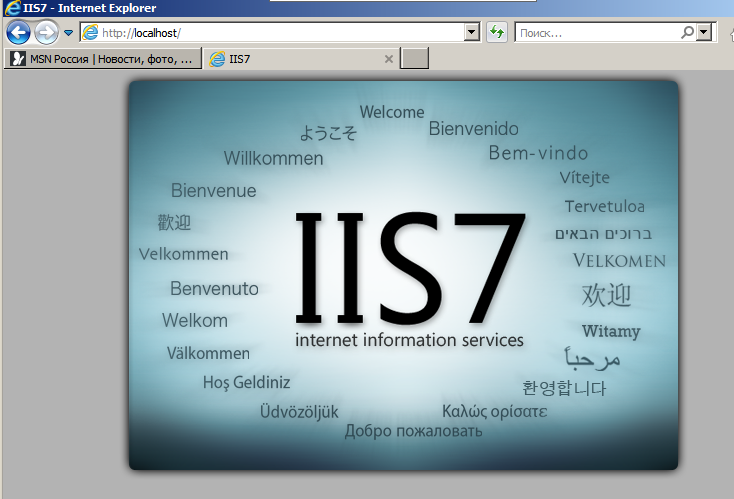 IIS7 - Internet Explorer
http://localhost/
Поиск...
MSN Россия | Новости, фото, ...
IIS7
Welcome
ようこそ
Bienvenido
Willkommen
Bem-vindo
Vítejte
Bienvenue
Tervetuloa
歡迎
ברוכים הבאים
Velkommen
VELKOMEN
Benvenuto
欢迎
Welkom
Witamy
IIS7
internet information services
Välkommen
مرحباً
Hoş Geldiniz
환영합니다
Üdvözöljük
Καλώς ορίσατε
Добро пожаловать